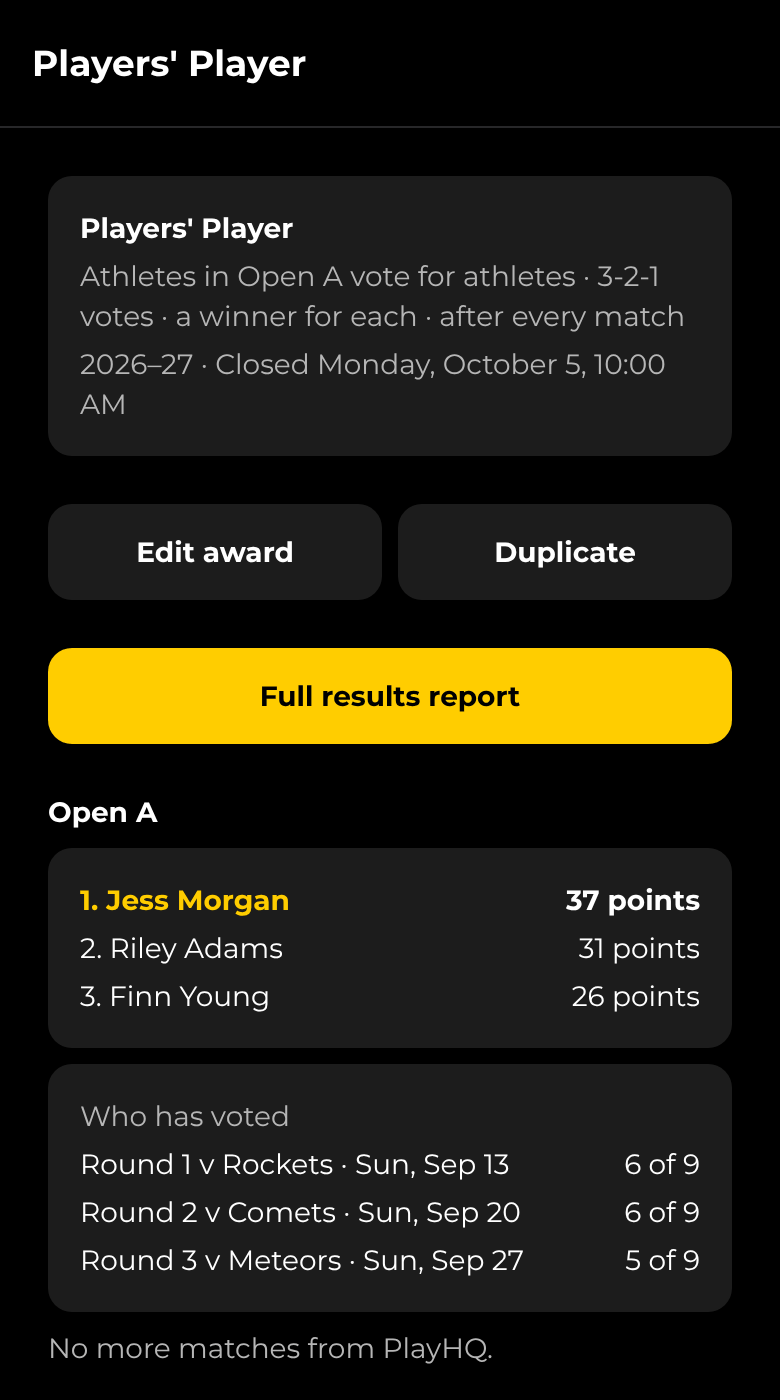 Players' Player
Players' Player
Athletes in Open A vote for athletes · 3-2-1
votes · a winner for each · after every match
2026–27 · Closed Monday, October 5, 10:00
AM
Edit award
Duplicate
Full results report
Open A
1. Jess Morgan 37 points
2. Riley Adams 31 points
3. Finn Young 26 points
Who has voted
Round 1 v Rockets · Sun, Sep 13 6 of 9
Round 2 v Comets · Sun, Sep 20 6 of 9
Round 3 v Meteors · Sun, Sep 27 5 of 9
No more matches from PlayHQ.